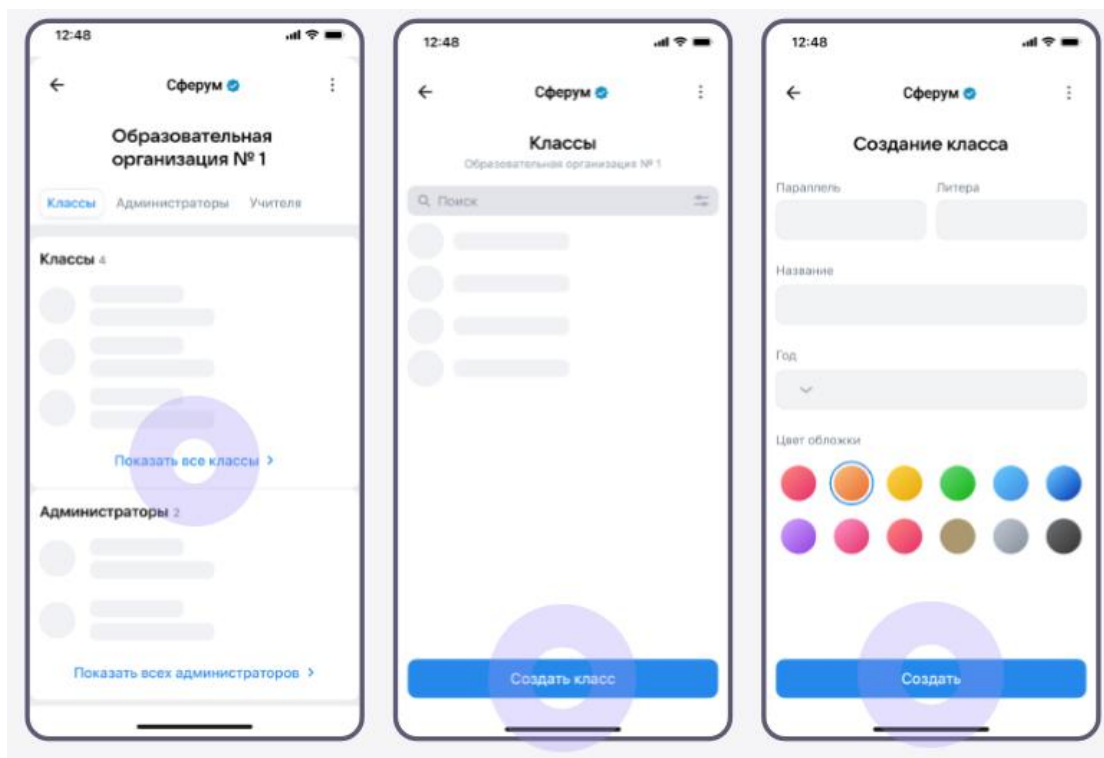 12:48
Сферум
Образовательная
организация № 1
Классы Администраторы Учителя
Классы 4
Показать все классы >
Администраторы 2
Показать всех администраторов >
12:48
Сферум
Классы
Образовательная организация № 1
Поиск
Создать класс
12:48
Сферум
Создание класса
Параллель Литера
Название
Год
Цвет обложки
Создать